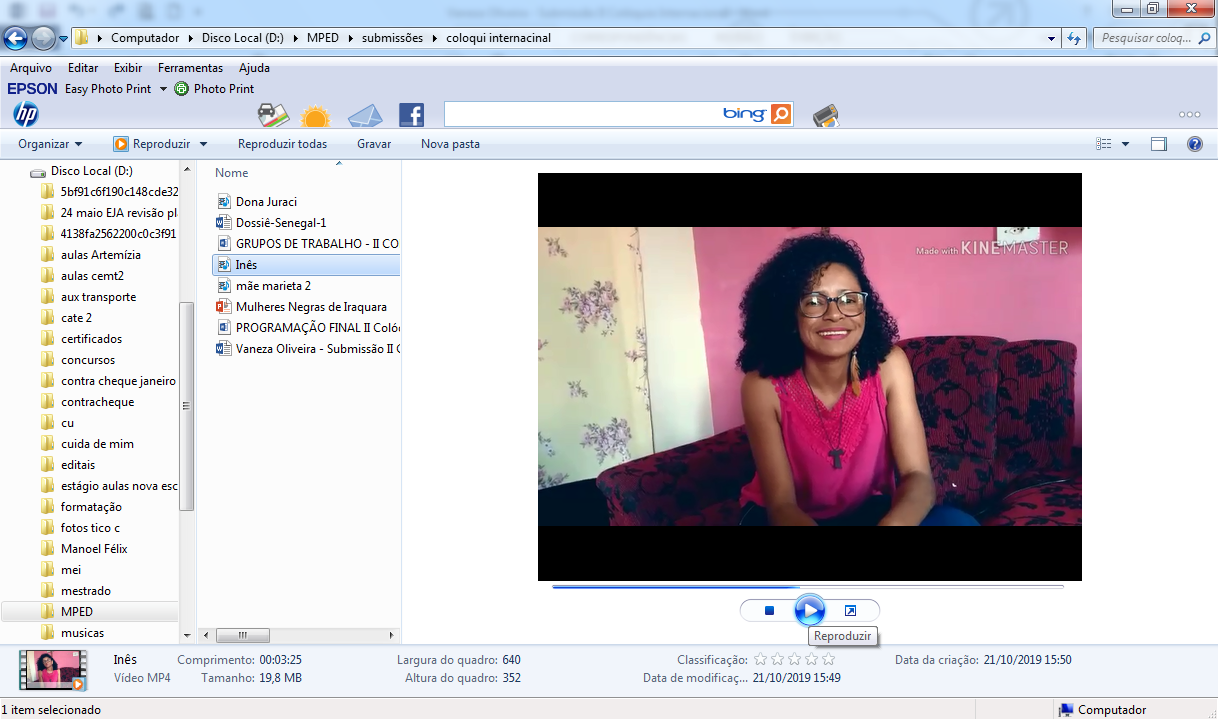 Computador ▸ Disco Local (D:) ▸ MPED ▸ submissões ▸ coloqui internacinal
Pesquisar coloq...
Arquivo Editar Exibir Ferramentas Ajuda
EPSON Easy Photo Print Photo Print
hp
bing
Organizar Reproduzir Reproduzir todas Gravar Nova pasta
Disco Local (D:)
5bf91c6f190c148cde32
24 maio EJA revisão pl
4138fa2562200c0c3f91
aulas Artemízia
aulas cemt2
aux transporte
cate 2
certificados
concursos
contra cheque janeiro
contracheque
cu
cuida de mim
editais
estágio aulas nova esc
formatação
fotos tico c
Manoel Félix
mei
mestrado
MPED
musicas
Nome
Dona Juraci
Dossiê-Senegal-1
GRUPOS DE TRABALHO - II CO
Inês
mãe marieta 2
Mulheres Negras de Iraquara
PROGRAMAÇÃO FINAL II Coló
Vaneza Oliveira - Submissão II C
Made with KINEMASTER
Reproduzir
Inês Comprimento: 00:03:25 Largura do quadro: 640 Classificação: Data da criação: 21/10/2019 15:50
Vídeo MP4 Tamanho: 19,8 MB Altura do quadro: 352 Data de modificaç... 21/10/2019 15:49
1 item selecionado Computador